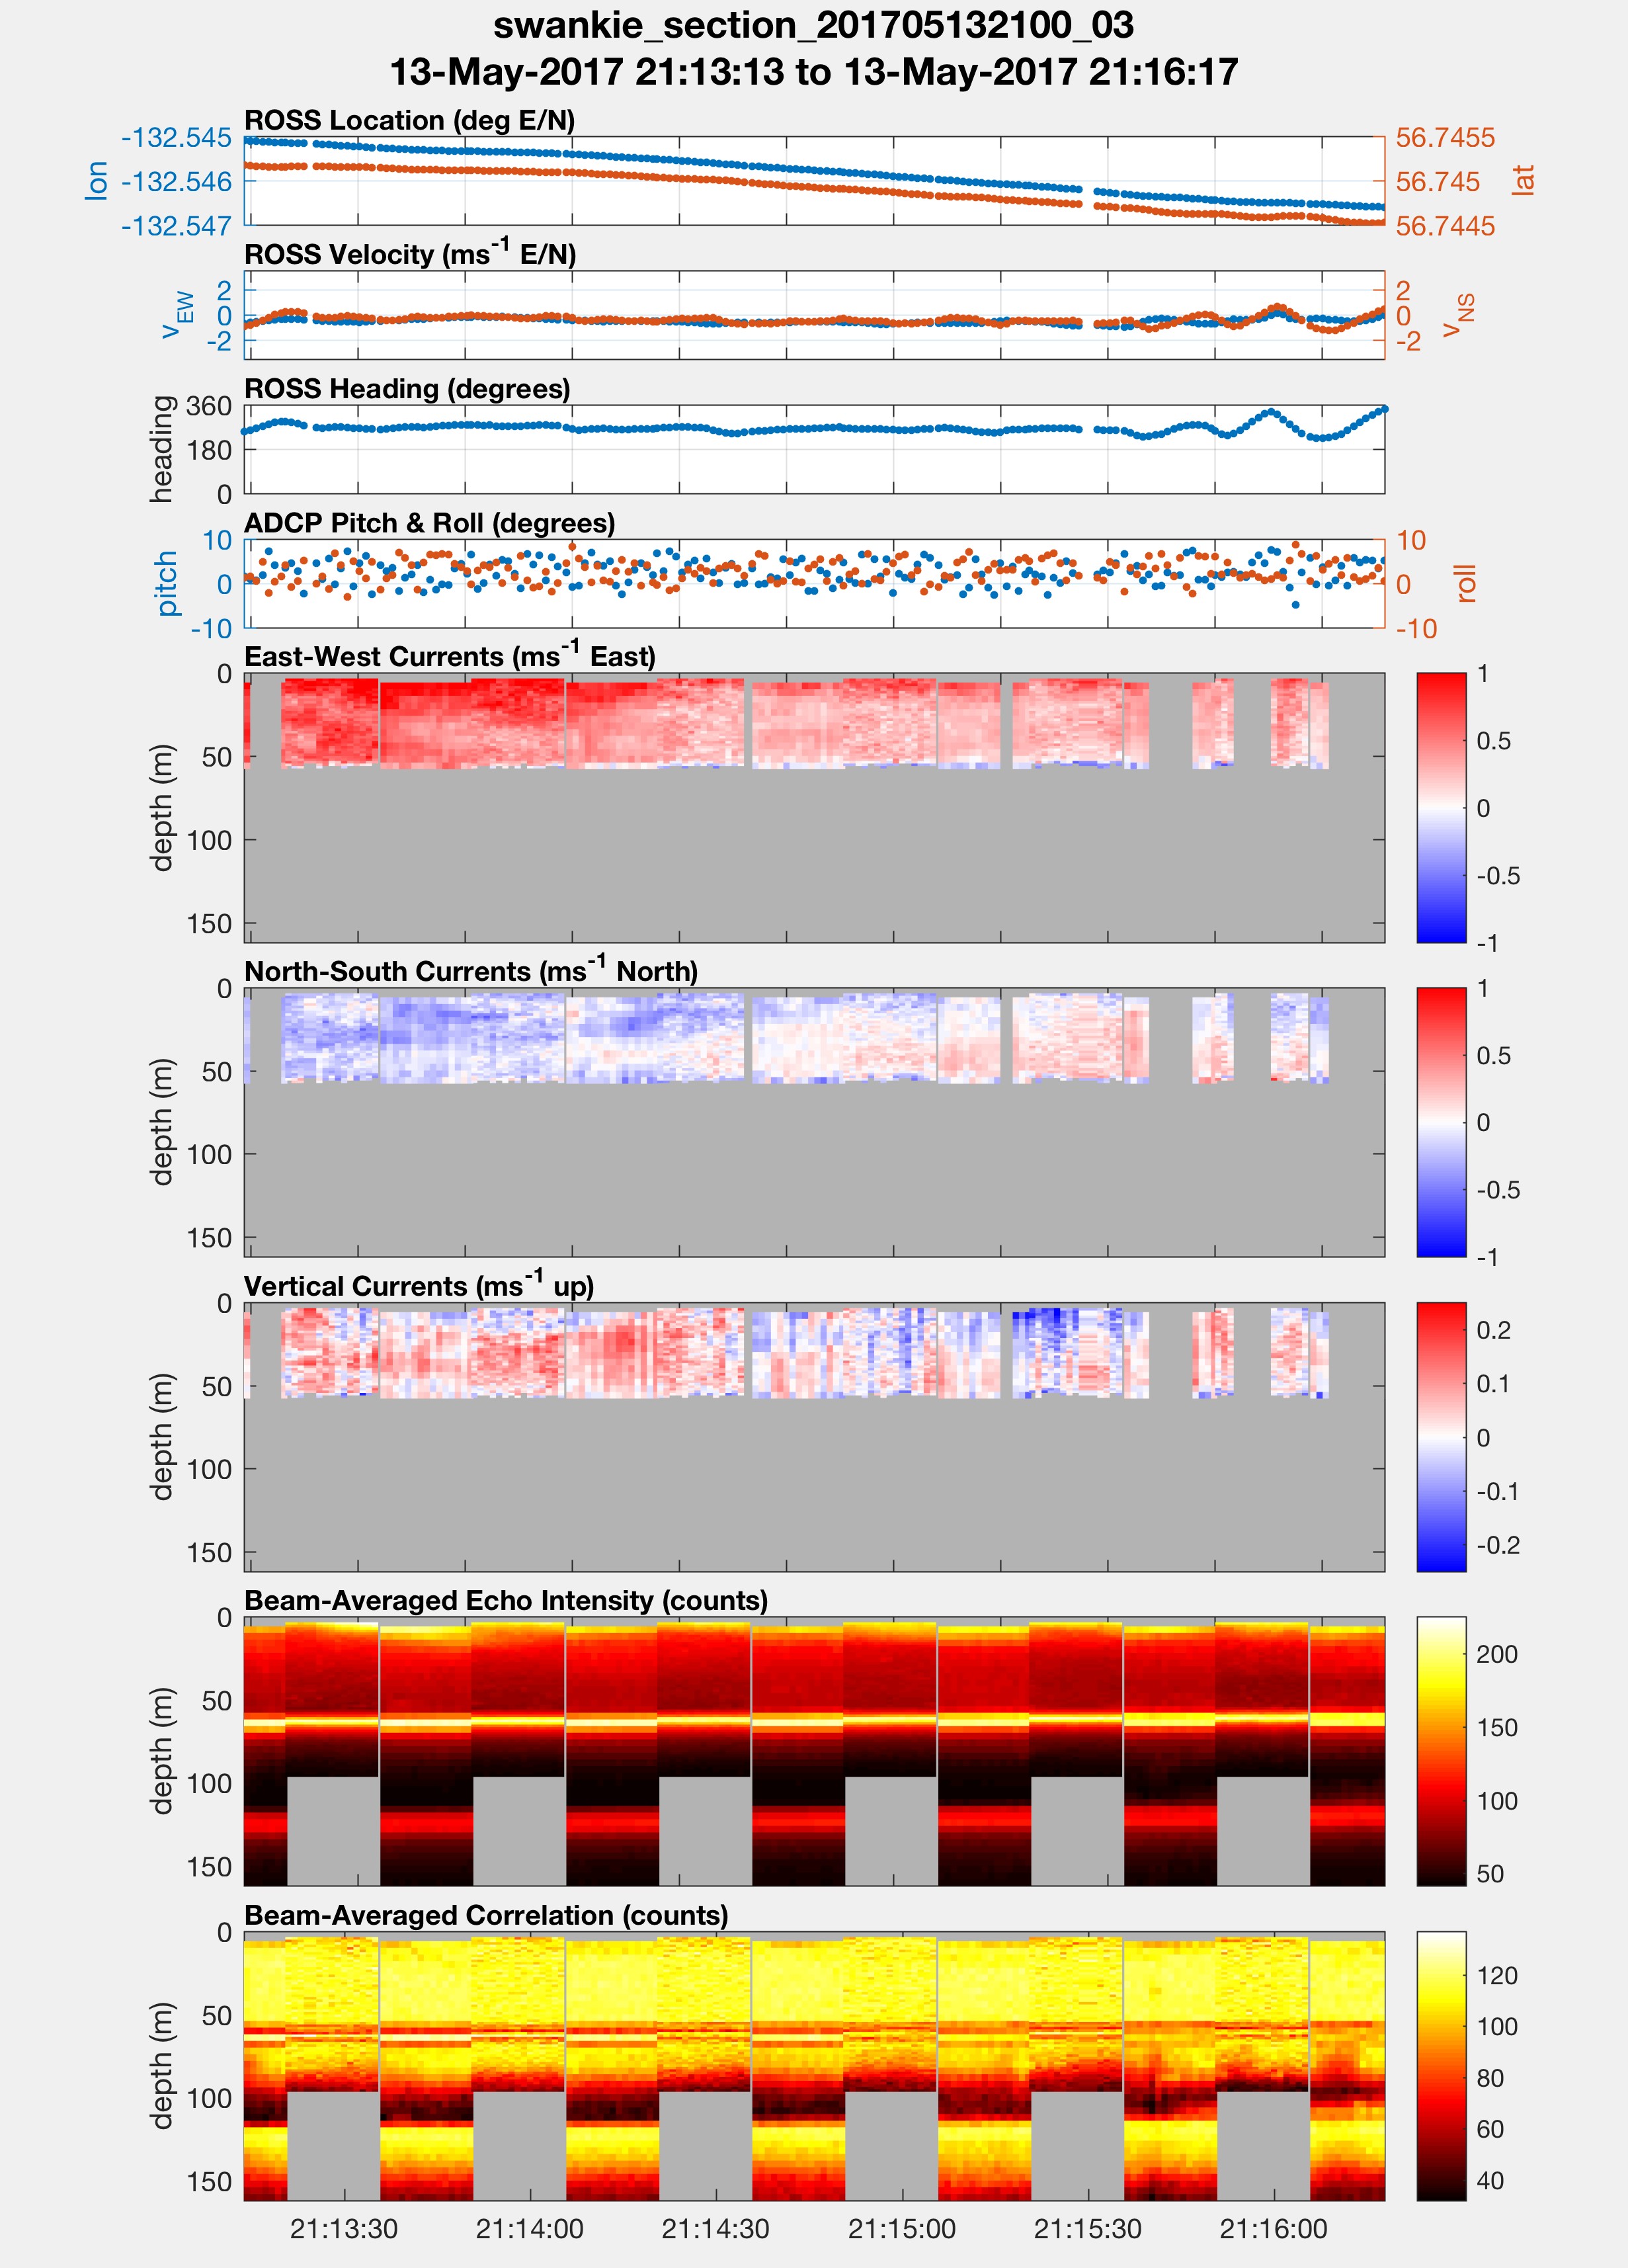 swankie_section_201705132100_03
13-May-2017 21:13:13 to 13-May-2017 21:16:17
ROSS Location (deg E/N)
-132.545
-132.546
-132.547
lon
56.7455
56.745
56.7445
lat
ROSS Velocity (ms⁻¹ E/N)
2
0
-2
v_EW
2
0
-2
v_NS
ROSS Heading (degrees)
360
180
0
heading
ADCP Pitch & Roll (degrees)
10
0
-10
pitch
10
0
-10
roll
East-West Currents (ms⁻¹ East)
0
50
100
150
depth (m)
1
0.5
0
-0.5
-1
North-South Currents (ms⁻¹ North)
0
50
100
150
depth (m)
1
0.5
0
-0.5
-1
Vertical Currents (ms⁻¹ up)
0
50
100
150
depth (m)
0.2
0.1
0
-0.1
-0.2
Beam-Averaged Echo Intensity (counts)
0
50
100
150
depth (m)
200
150
100
50
Beam-Averaged Correlation (counts)
0
50
100
150
depth (m)
120
100
80
60
40
21:13:30 21:14:00 21:14:30 21:15:00 21:15:30 21:16:00